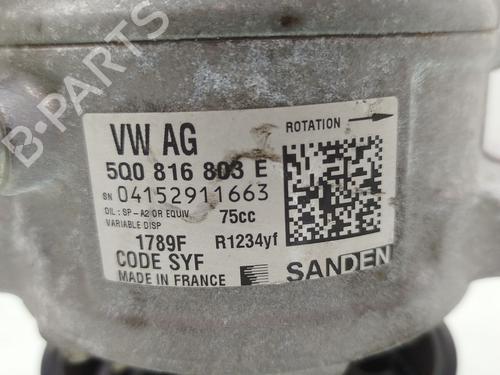 B-PARTS
VW AG
ROTATION
5Q0 816 803 E
SN 04152911663
OIL: SP-A2 OR EQUIV 75cc
VARIABLE DISP
1789F R1234yf
CODE SYF
MADE IN FRANCE SANDEN